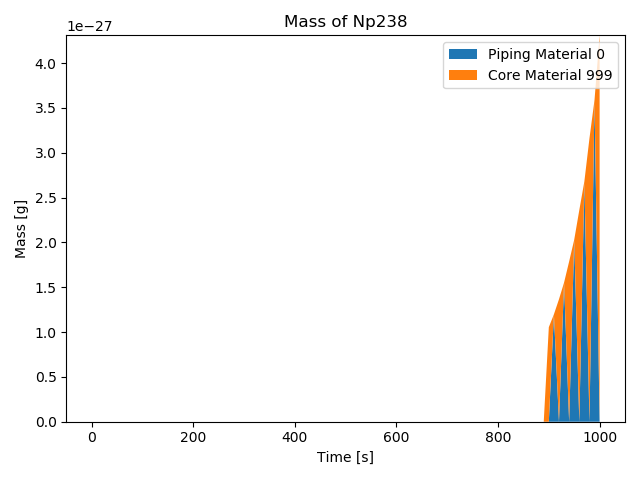 Mass of Np238
1e−27
Piping Material 0
Core Material 999
4.0
3.5
3.0
2.5
2.0
1.5
1.0
0.5
0.0
Mass [g]
0 200 400 600 800 1000
Time [s]